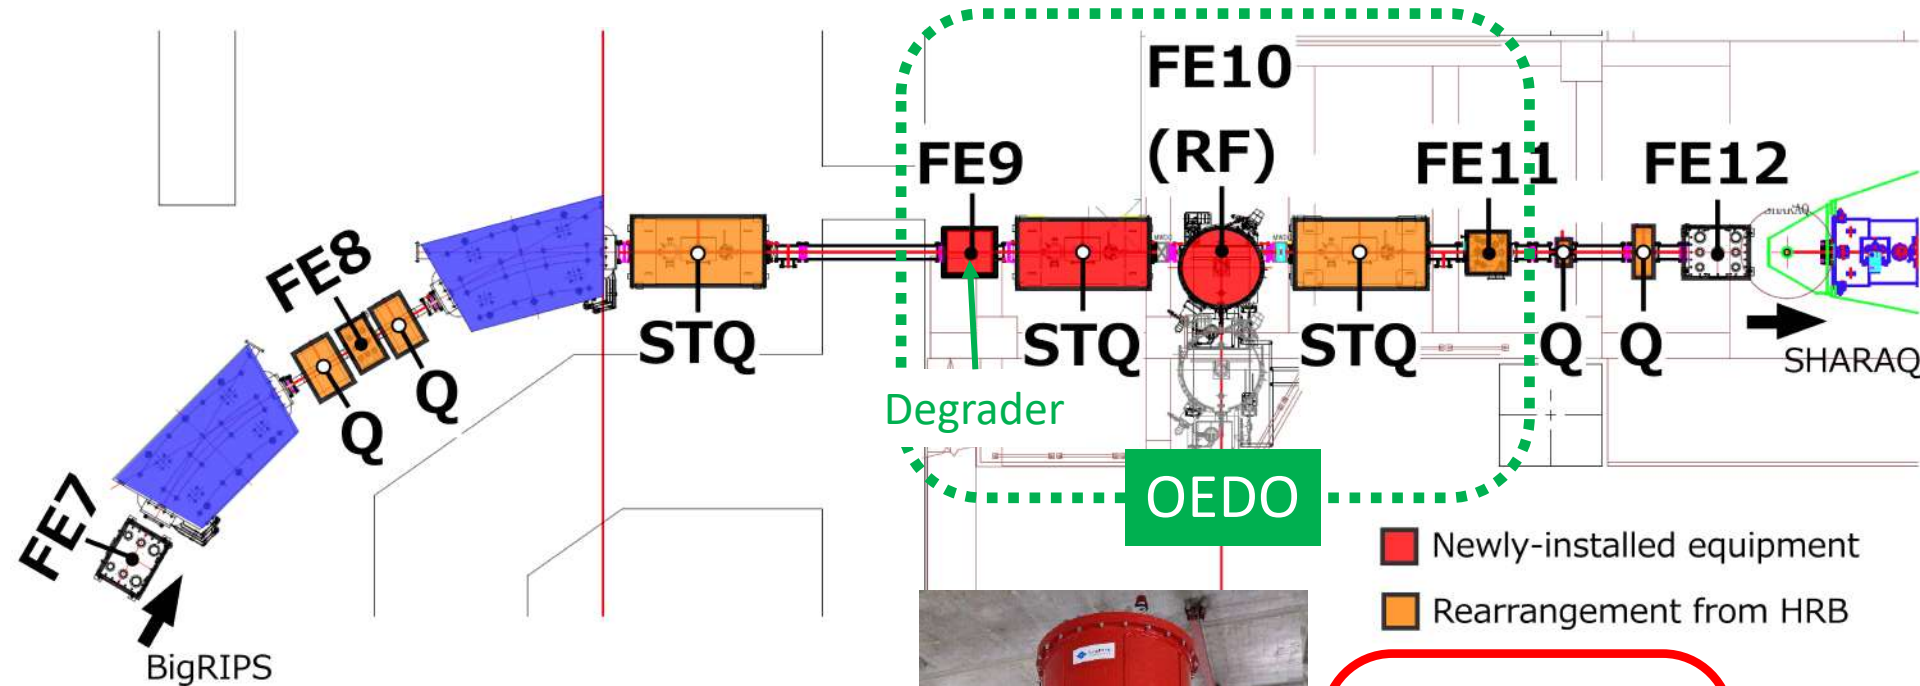 FE10
(RF)
FE9
FE11
FE12
FE8
STQ
STQ
STQ
Q
Q
SHARAQ
Q
Q
Degrader
FE7
OEDO
Newly-installed equipment
Rearrangement from HRB
BigRIPS